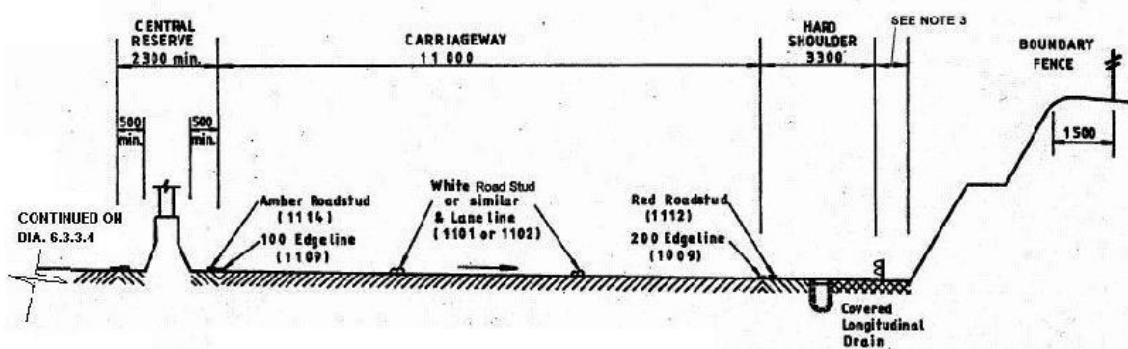 CENTRAL
RESERVE
2300 min.
CARRIAGEWAY
11 000
HARD
SHOULDER
3300
SEE NOTE 3
BOUNDARY
FENCE
500
min.
500
min.
1500
CONTINUED ON
DIA. 6.3.3.4
Amber Roadstud
(1114)
100 Edgeline
(1109)
White Road Stud
or similar
& Lane line
(1101 or 1102)
Red Roadstud
(1112)
200 Edgeline
(1009)
Covered
Longitudinal
Drain